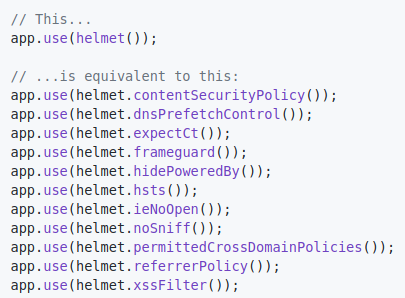 // This...
app.use(helmet());

// ...is equivalent to this:
app.use(helmet.contentSecurityPolicy());
app.use(helmet.dnsPrefetchControl());
app.use(helmet.expectCt());
app.use(helmet.frameguard());
app.use(helmet.hidePoweredBy());
app.use(helmet.hsts());
app.use(helmet.ieNoOpen());
app.use(helmet.noSniff());
app.use(helmet.permittedCrossDomainPolicies());
app.use(helmet.referrerPolicy());
app.use(helmet.xssFilter());